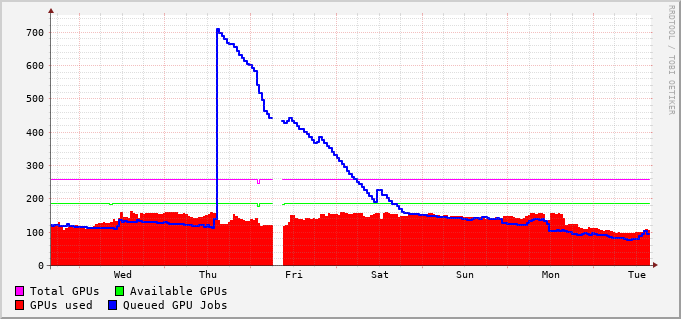 700
600
500
400
300
200
100
0
Wed Thu Fri Sat Sun Mon Tue
Total GPUs Available GPUs
GPUs used Queued GPU Jobs
RRDTOOL / TOBI OETIKER